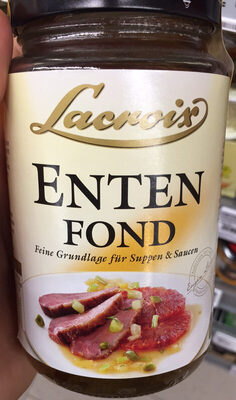 Lacroix
ENTEN
FOND
Feine Grundlage für Suppen & Saucen